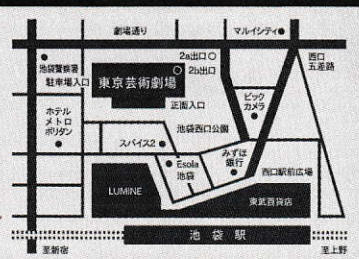 劇場通り
マルイシティ
2a出口
2b出口
西口
五差路
池袋警察署
駐車場入口
東京芸術劇場
正面入口
ビック
カメラ
ホテル
メトロ
ポリタン
池袋西口公園
スパイス2
Esola
池袋
みずほ
銀行
西口駅前広場
LUMINE
東武百貨店
池袋駅
至新宿
至上野